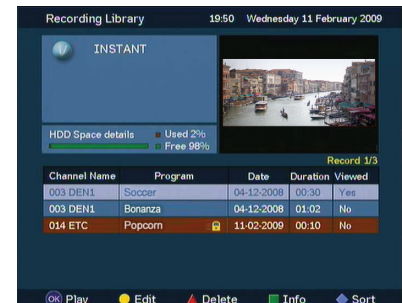 Recording Library 19:50 Wednesday 11 February 2009
INSTANT
HDD Space details Used 2%
Free 98%
Record 1/3
Channel Name Program Date Duration Viewed
003 DEN1 Soccer 04-12-2008 00:30 Yes
003 DEN1 Bonanza 04-12-2008 01:02 No
014 ETC Popcorn 11-02-2009 00:10 No
OK Play Edit Delete Info Sort